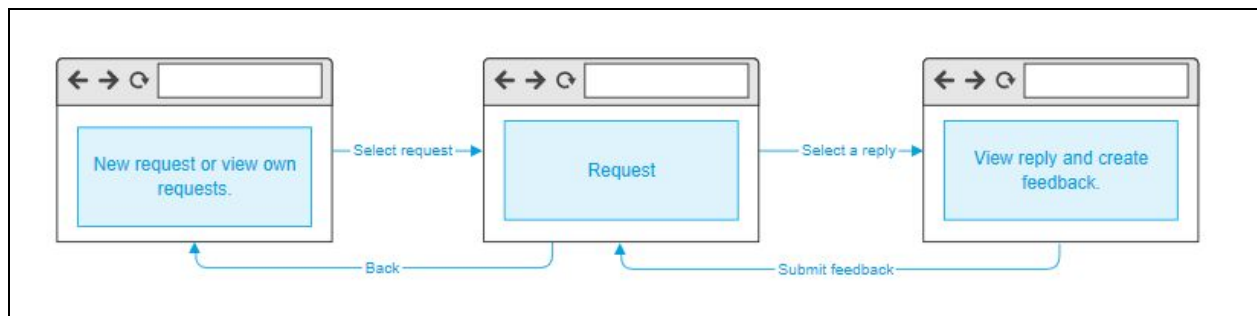 New request or view own
requests.
Select request
Request
Select a reply
View reply and create
feedback.
Back
Submit feedback